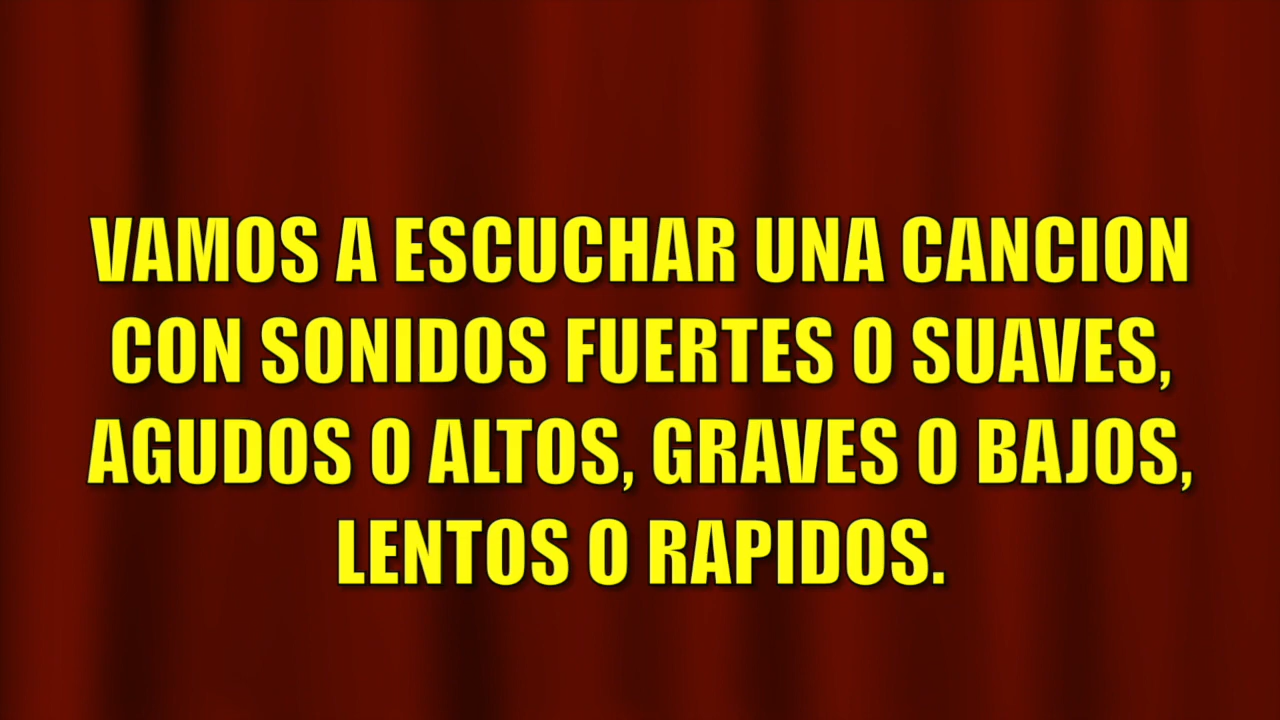 VAMOS A ESCUCHAR UNA CANCION
CON SONIDOS FUERTES O SUAVES,
AGUDOS O ALTOS, GRAVES O BAJOS,
LENTOS O RAPIDOS.